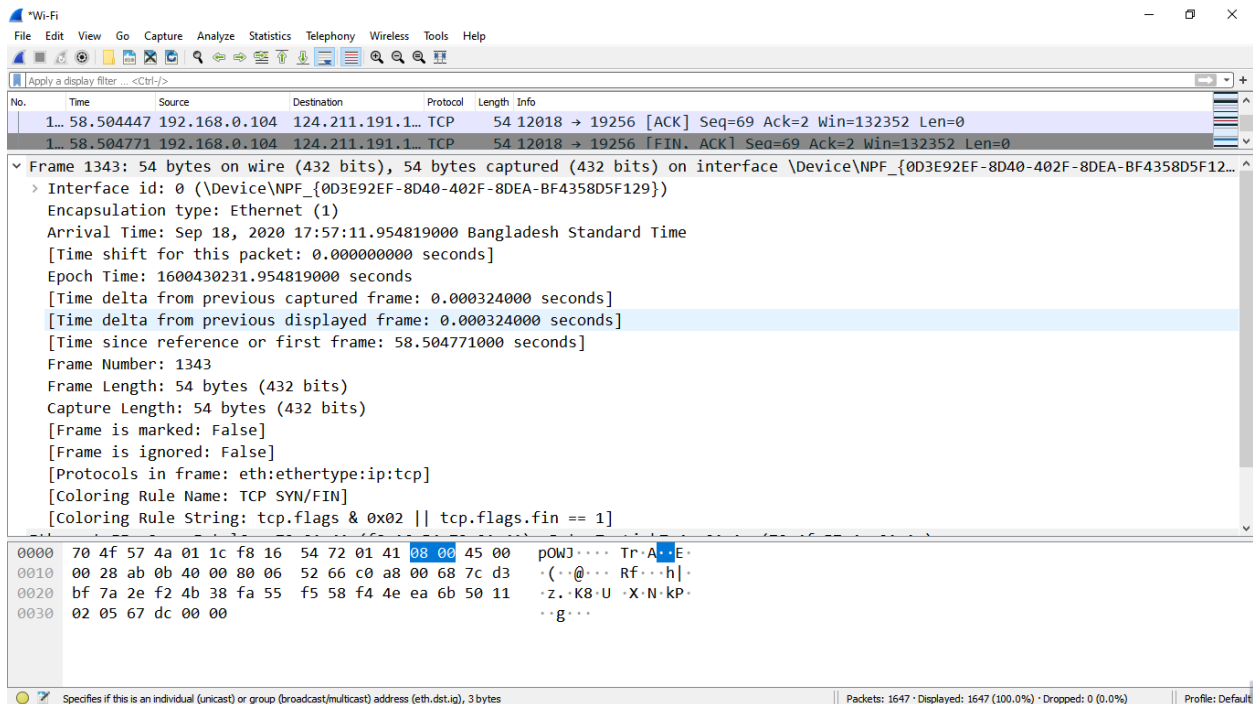 *Wi-Fi
File Edit View Go Capture Analyze Statistics Telephony Wireless Tools Help
Apply a display filter ... <Ctrl-/>
No. Time Source Destination Protocol Length Info
1… 58.504447 192.168.0.104 124.211.191.1… TCP 54 12018 → 19256 [ACK] Seq=69 Ack=2 Win=132352 Len=0
1… 58.504771 192.168.0.104 124.211.191.1… TCP 54 12018 → 19256 [FIN, ACK] Seq=69 Ack=2 Win=132352 Len=0
Frame 1343: 54 bytes on wire (432 bits), 54 bytes captured (432 bits) on interface \Device\NPF_{0D3E92EF-8D40-402F-8DEA-BF4358D5F12…
Interface id: 0 (\Device\NPF_{0D3E92EF-8D40-402F-8DEA-BF4358D5F129})
Encapsulation type: Ethernet (1)
Arrival Time: Sep 18, 2020 17:57:11.954819000 Bangladesh Standard Time
[Time shift for this packet: 0.000000000 seconds]
Epoch Time: 1600430231.954819000 seconds
[Time delta from previous captured frame: 0.000324000 seconds]
[Time delta from previous displayed frame: 0.000324000 seconds]
[Time since reference or first frame: 58.504771000 seconds]
Frame Number: 1343
Frame Length: 54 bytes (432 bits)
Capture Length: 54 bytes (432 bits)
[Frame is marked: False]
[Frame is ignored: False]
[Protocols in frame: eth:ethertype:ip:tcp]
[Coloring Rule Name: TCP SYN/FIN]
[Coloring Rule String: tcp.flags & 0x02 || tcp.flags.fin == 1]
0000 70 4f 57 4a 01 1c f8 16 54 72 01 41 08 00 45 00 pOWJ···· Tr·A··E·
0010 00 28 ab 0b 40 00 80 06 52 66 c0 a8 00 68 7c d3 ·(··@··· Rf···h|·
0020 bf 7a 2e f2 4b 38 fa 55 f5 58 f4 4e ea 6b 50 11 ·z.·K8·U ·X·N·kP·
0030 02 05 67 dc 00 00 ··g···
Specifies if this is an individual (unicast) or group (broadcast/multicast) address (eth.dst.ig), 3 bytes Packets: 1647 · Displayed: 1647 (100.0%) · Dropped: 0 (0.0%) Profile: Default